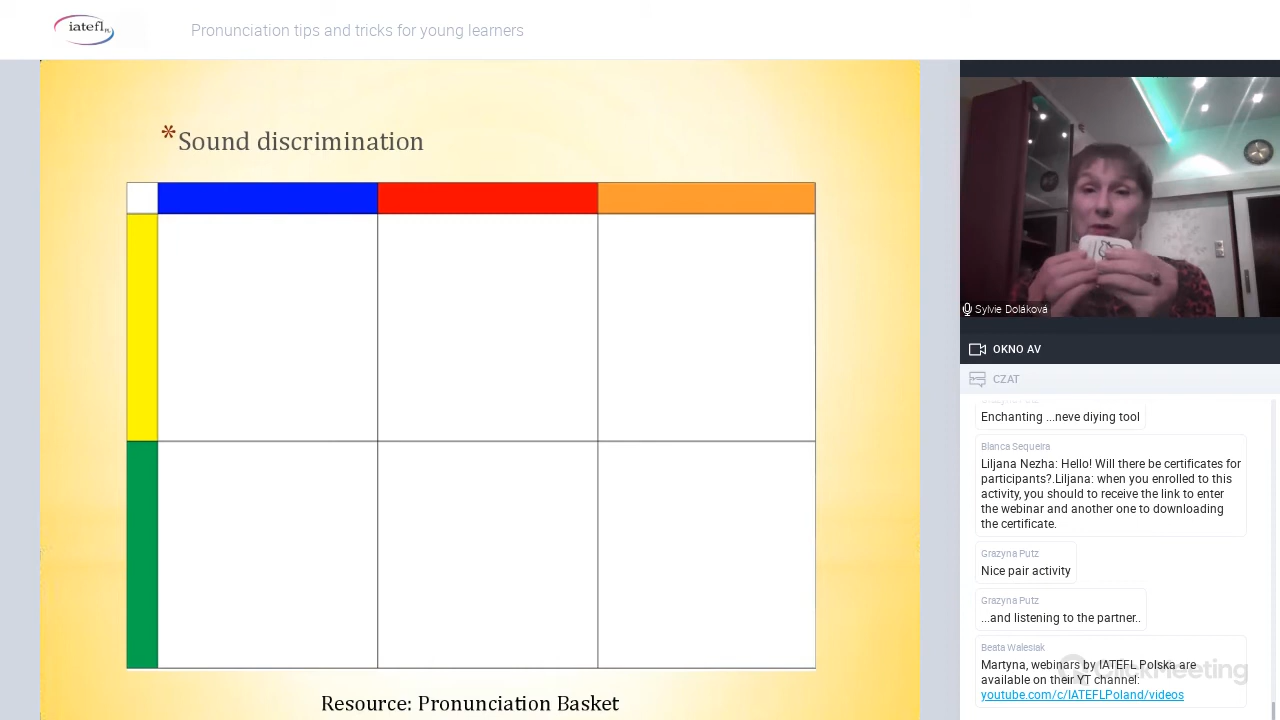 iatefl PL
Pronunciation tips and tricks for young learners
*Sound discrimination
Resource: Pronunciation Basket
Sylvie Doláková
OKNO AV
CZAT
Enchanting ...neve diying tool
Blanca Sequeira
Liljana Nezha: Hello! Will there be certificates for
participants?.Liljana: when you enrolled to this
activity, you should to receive the link to enter
the webinar and another one to downloading
the certificate.
Grazyna Putz
Nice pair activity
Grazyna Putz
...and listening to the partner..
Beata Walesiak
Martyna, webinars by IATEFL Polska are
available on their YT channel:
youtube.com/c/IATEFLPoland/videos
ClickMeeting